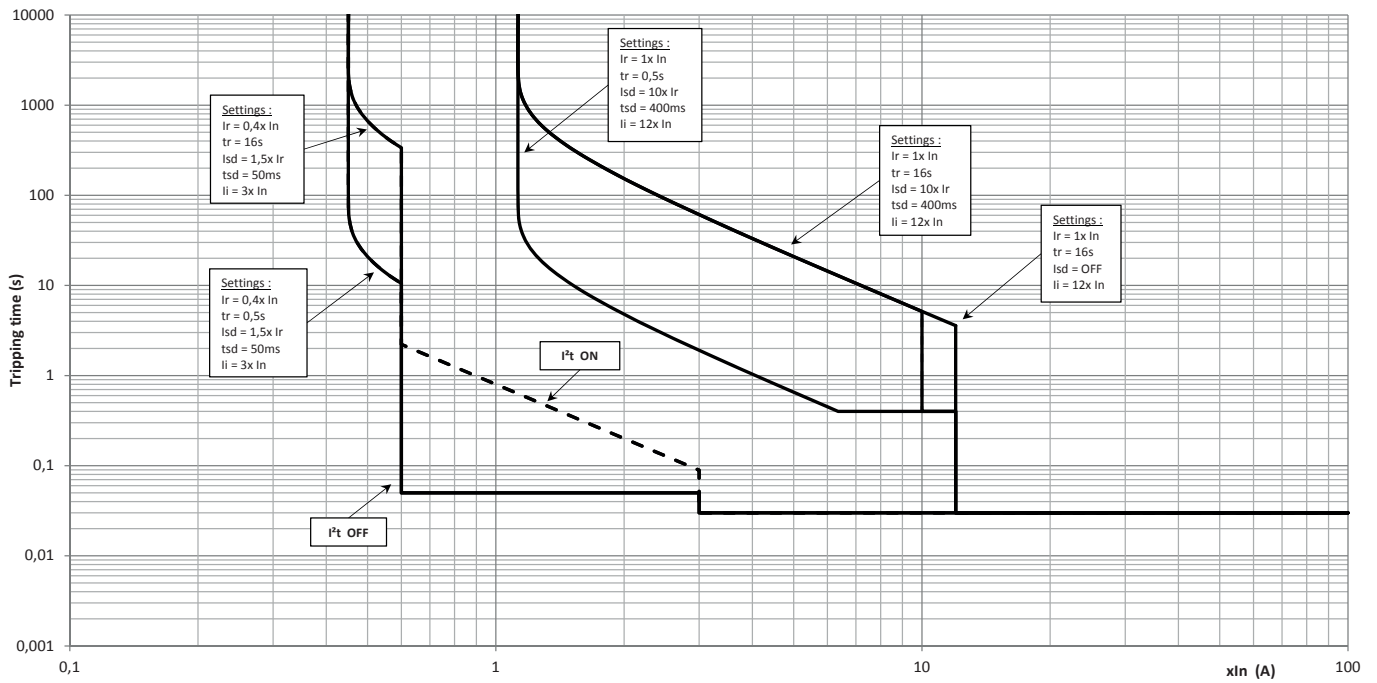 10000
1000
100
10
1
0,1
0,01
0,001
Tripping time (s)
0,1
1
10
100
xIn (A)
Settings :
Ir = 0,4x In
tr = 16s
Isd = 1,5x Ir
tsd = 50ms
Ii = 3x In
Settings :
Ir = 1x In
tr = 0,5s
Isd = 10x Ir
tsd = 400ms
Ii = 12x In
Settings :
Ir = 1x In
tr = 16s
Isd = 10x Ir
tsd = 400ms
Ii = 12x In
Settings :
Ir = 1x In
tr = 16s
Isd = OFF
Ii = 12x In
Settings :
Ir = 0,4x In
tr = 0,5s
Isd = 1,5x Ir
tsd = 50ms
Ii = 3x In
I²t ON
I²t OFF